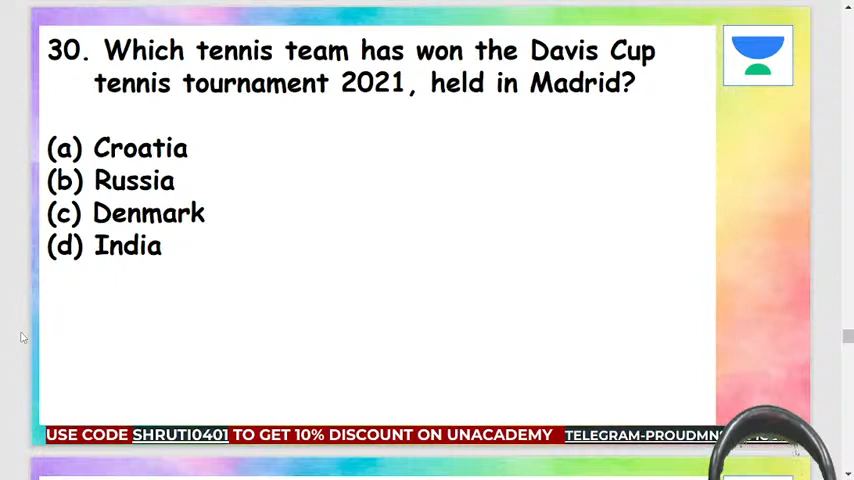 30. Which tennis team has won the Davis Cup
tennis tournament 2021, held in Madrid?
(a) Croatia
(b) Russia
(c) Denmark
(d) India
USE CODE SHRUTI0401 TO GET 10% DISCOUNT ON UNACADEMY TELEGRAM-